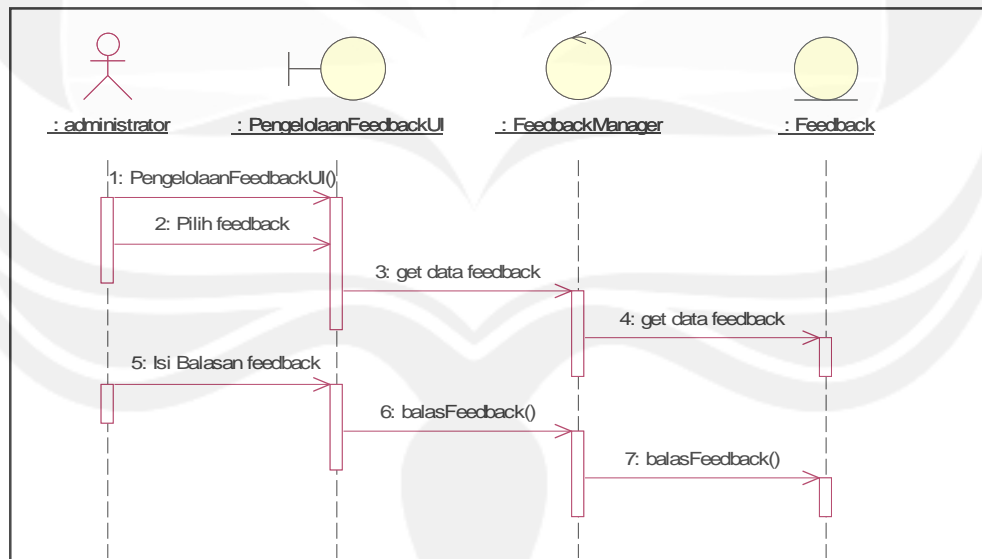 : administrator
: PengelolaanFeedbackUI
: FeedbackManager
: Feedback
1: PengelolaanFeedbackUI()
2: Pilih feedback
3: get data feedback
4: get data feedback
5: Isi Balasan feedback
6: balasFeedback()
7: balasFeedback()